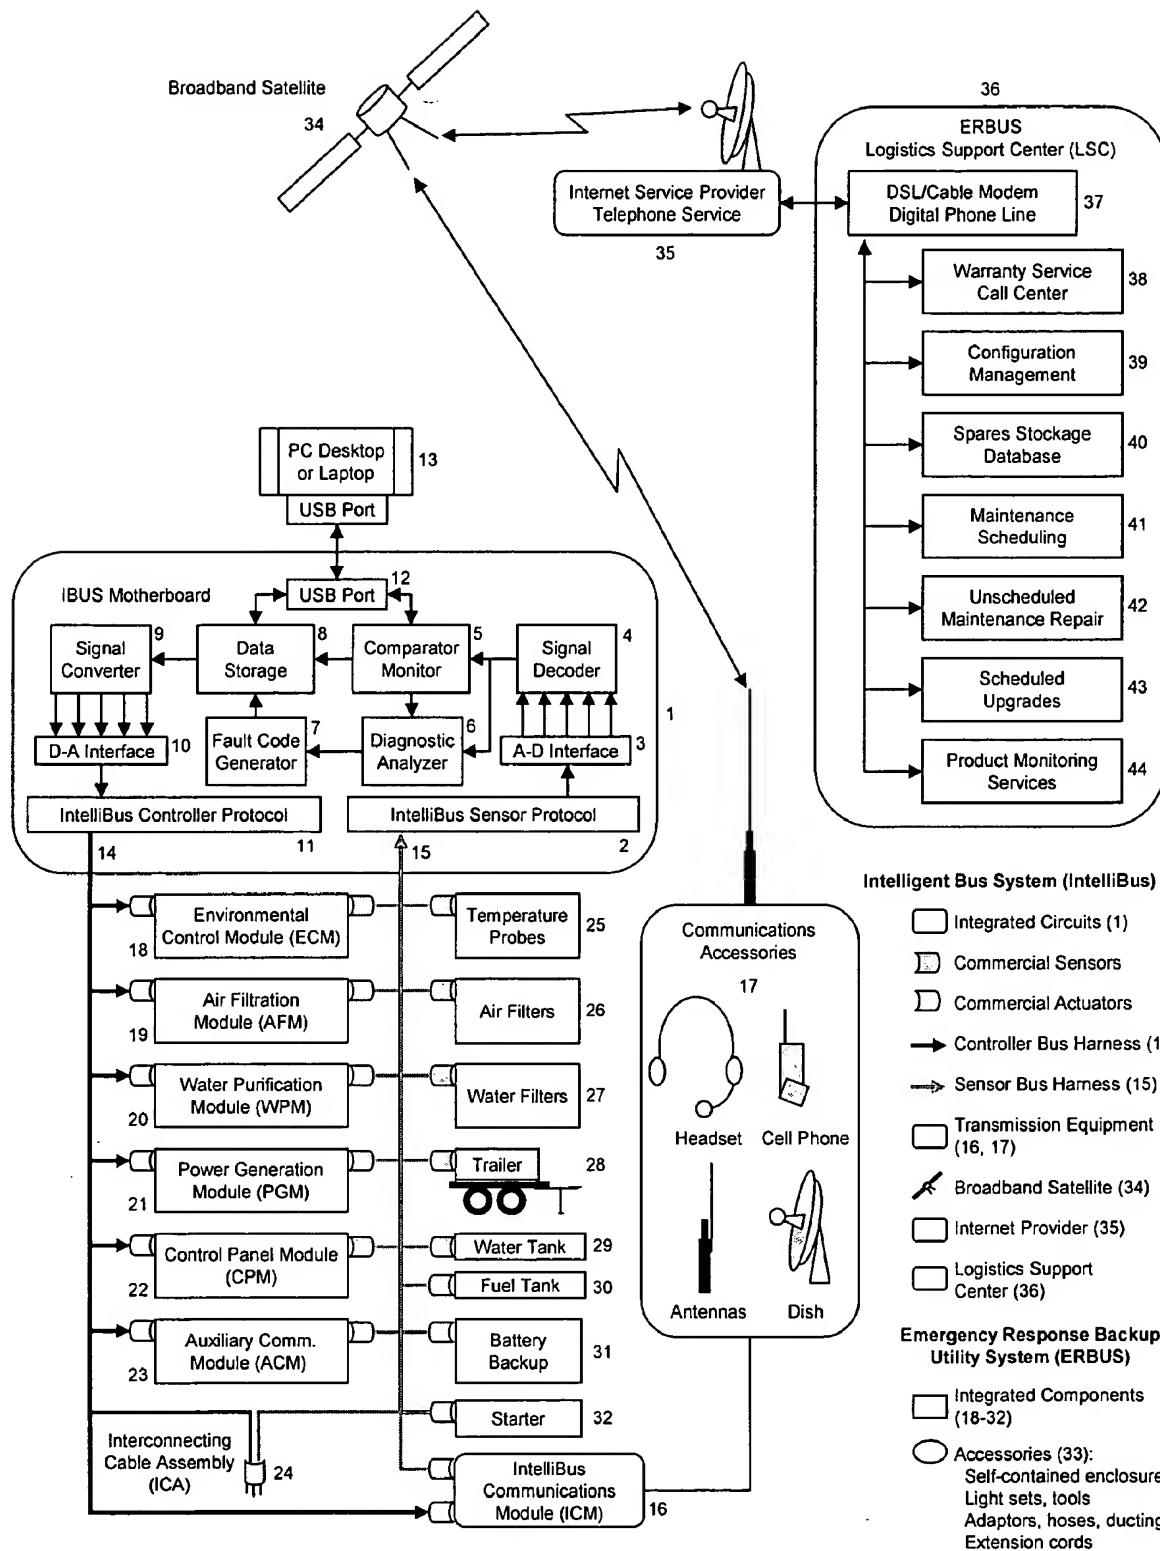 Broadband Satellite
34
36
ERBUS
Logistics Support Center (LSC)
Internet Service Provider
Telephone Service
35
DSL/Cable Modem
Digital Phone Line
37
Warranty Service
Call Center
38
Configuration
Management
39
Spares Stockage
Database
40
Maintenance
Scheduling
41
Unscheduled
Maintenance Repair
42
Scheduled
Upgrades
43
Product Monitoring
Services
44
PC Desktop
or Laptop
13
USB Port
12
USB Port
IBUS Motherboard
9
Signal
Converter
8
Data
Storage
5
Comparator
Monitor
4
Signal
Decoder
1
10
D-A Interface
7
Fault Code
Generator
6
Diagnostic
Analyzer
3
A-D Interface
IntelliBus Controller Protocol
11
IntelliBus Sensor Protocol
2
14
15
Environmental
Control Module (ECM)
18
Temperature
Probes
25
Air Filtration
Module (AFM)
19
Air Filters
26
Water Purification
Module (WPM)
20
Water Filters
27
Power Generation
Module (PGM)
21
Trailer
28
Control Panel Module
(CPM)
22
Water Tank
29
Fuel Tank
30
Auxiliary Comm.
Module (ACM)
23
Battery
Backup
31
Starter
32
Interconnecting
Cable Assembly
(ICA)
24
IntelliBus
Communications
Module (ICM)
16
Communications
Accessories
17
Headset
Cell Phone
Antennas
Dish
Intelligent Bus System (IntelliBus)
Integrated Circuits (1)
Commercial Sensors
Commercial Actuators
Controller Bus Harness (1
Sensor Bus Harness (15)
Transmission Equipment
(16, 17)
Broadband Satellite (34)
Internet Provider (35)
Logistics Support
Center (36)
Emergency Response Backup
Utility System (ERBUS)
Integrated Components
(18-32)
Accessories (33):
Self-contained enclosure
Light sets, tools
Adaptors, hoses, ducting
Extension cords